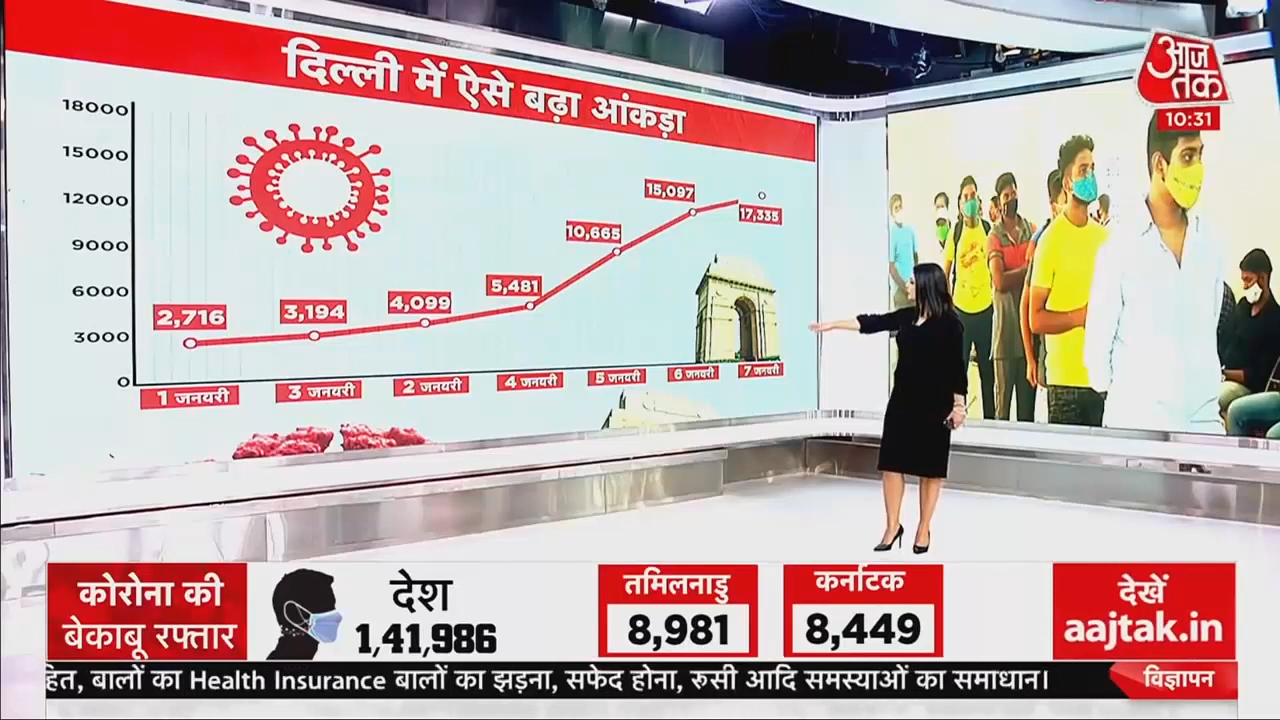 दिल्ली में ऐसे बढ़ा आंकड़ा
आज
तक
10:31
18000
15000
12000
9000
6000
3000
0
2,716
3,194
4,099
5,481
10,665
15,097
17,335
1 जनवरी
3 जनवरी
2 जनवरी
4 जनवरी
5 जनवरी
6 जनवरी
7 जनवरी
कोरोना की
बेकाबू रफ्तार
देश
1,41,986
तमिलनाडु
8,981
कर्नाटक
8,449
देखें
aajtak.in
हित, बालों का Health Insurance बालों का झड़ना, सफेद होना, रुसी आदि समस्याओं का समाधान।
विज्ञापन